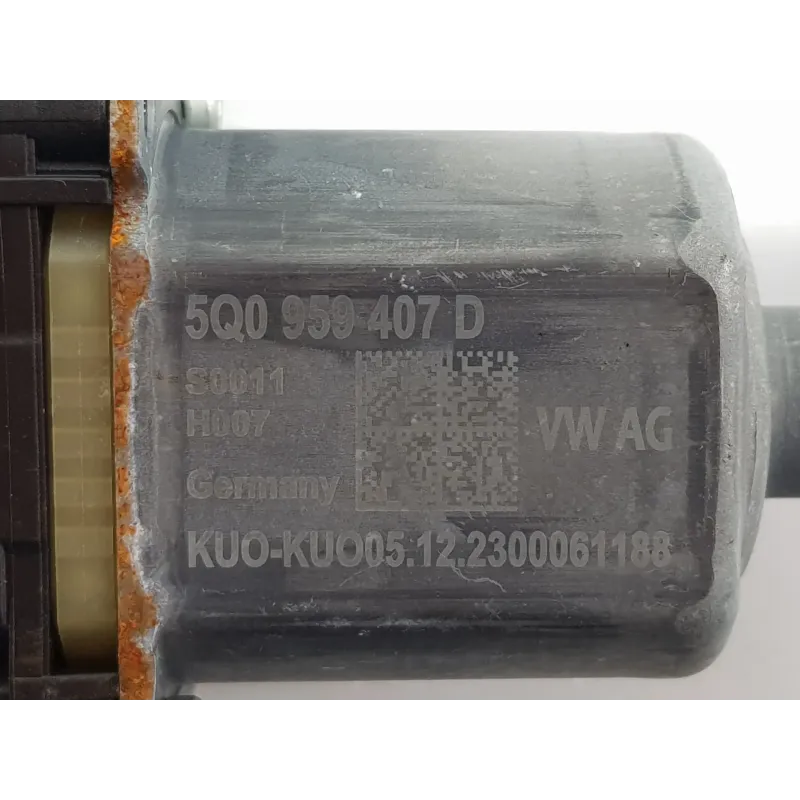 5Q0 959 407 D
S0011
H007
VW AG
Germany
KUO-KUO05.12.2300061188